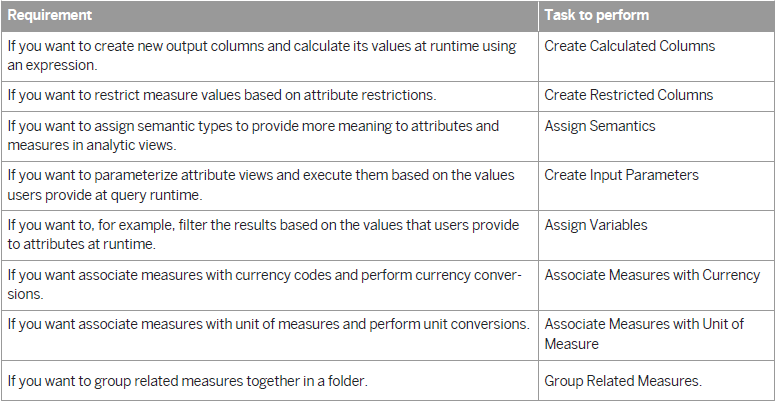 Requirement Task to perform
If you want to create new output columns and calculate its values at runtime using Create Calculated Columns
an expression.
If you want to restrict measure values based on attribute restrictions. Create Restricted Columns
If you want to assign semantic types to provide more meaning to attributes and Assign Semantics
measures in analytic views.
If you want to parameterize attribute views and execute them based on the values Create Input Parameters
users provide at query runtime.
If you want to, for example, filter the results based on the values that users provide Assign Variables
to attributes at runtime.
If you want associate measures with currency codes and perform currency conver- Associate Measures with Currency
sions.
If you want associate measures with unit of measures and perform unit conversions. Associate Measures with Unit of
Measure
If you want to group related measures together in a folder. Group Related Measures.